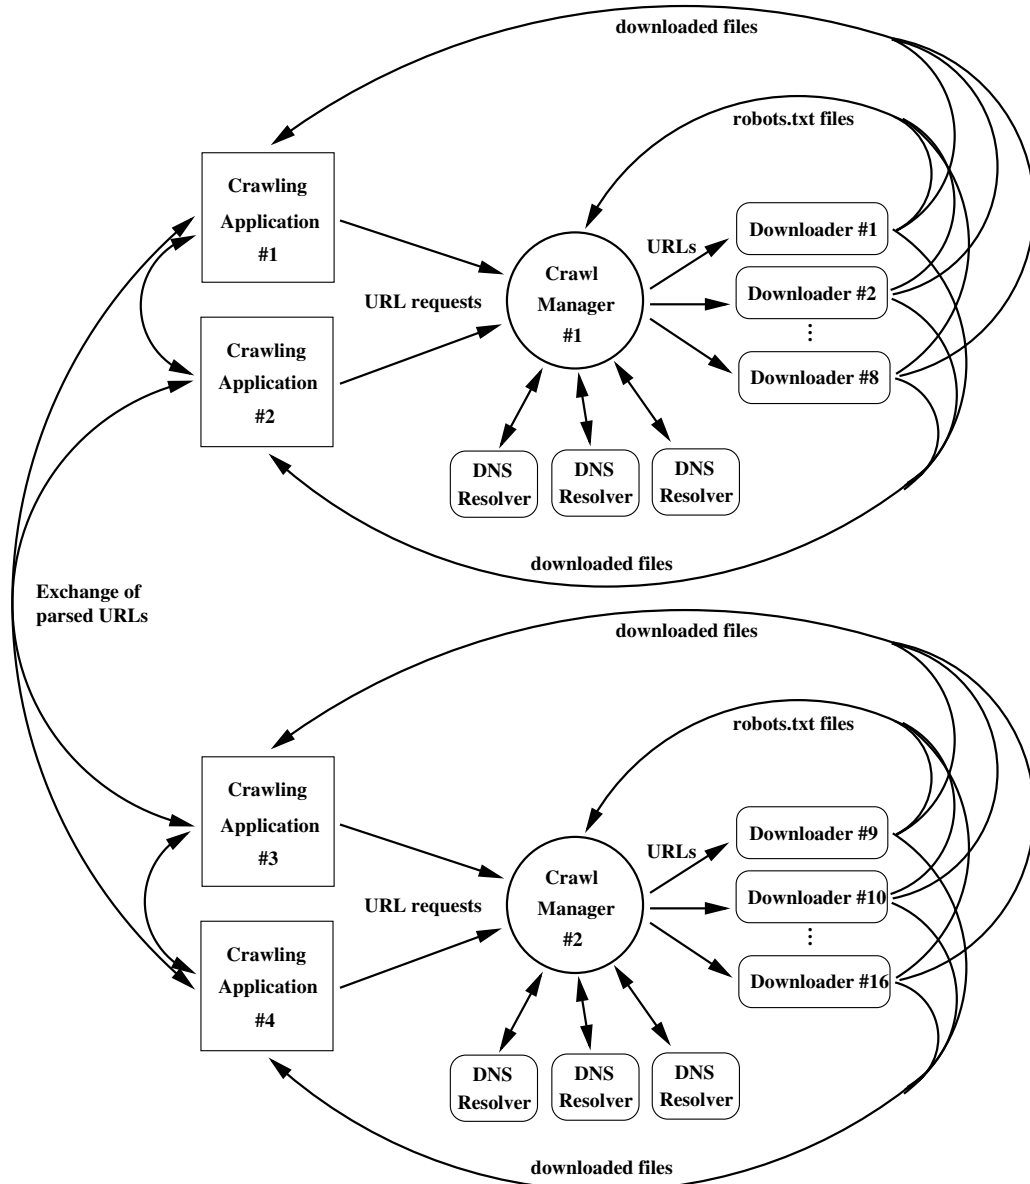 downloaded files
robots.txt files
Crawling
Application
#1
Downloader #1
URLs
Crawl
Manager
#1
URL requests
Downloader #2
Crawling
Application
#2
Downloader #8
DNS
Resolver
DNS
Resolver
DNS
Resolver
downloaded files
Exchange of
parsed URLs
downloaded files
robots.txt files
Crawling
Application
#3
Downloader #9
URLs
Crawl
Manager
#2
URL requests
Downloader #10
Crawling
Application
#4
Downloader #16
DNS
Resolver
DNS
Resolver
DNS
Resolver
downloaded files